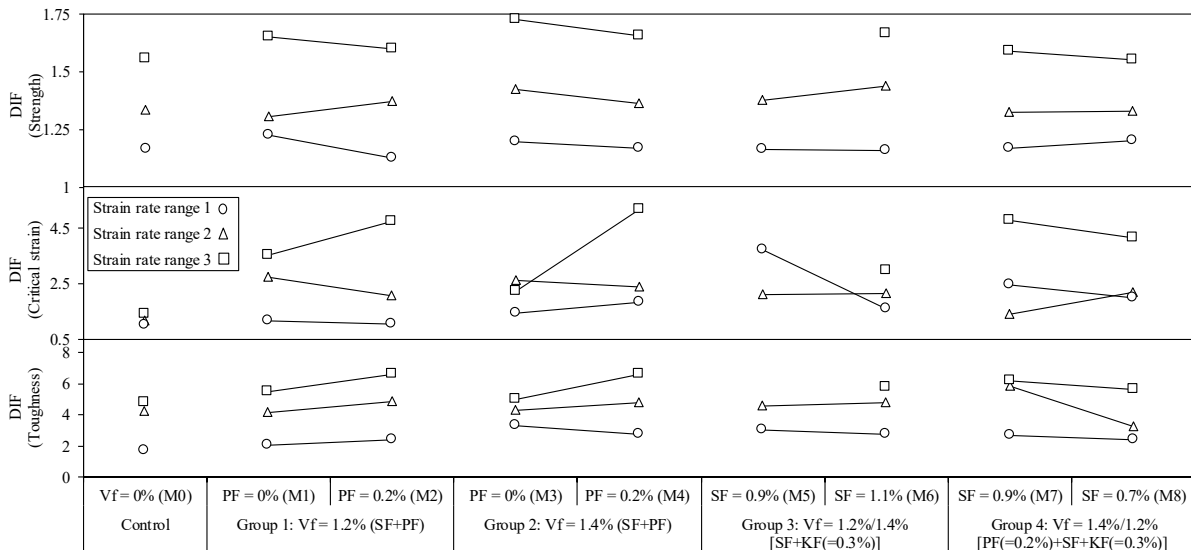 1.75
1.5
1.25
1
DIF
(Strength)
Strain rate range 1
Strain rate range 2
Strain rate range 3
4.5
2.5
0.5
DIF
(Critical strain)
8
6
4
2
0
DIF
(Toughness)
Vf = 0% (M0) PF = 0% (M1) PF = 0.2% (M2) PF = 0% (M3) PF = 0.2% (M4) SF = 0.9% (M5) SF = 1.1% (M6) SF = 0.9% (M7) SF = 0.7% (M8)
Control Group 1: Vf = 1.2% (SF+PF) Group 2: Vf = 1.4% (SF+PF) Group 3: Vf = 1.2%/1.4% Group 4: Vf = 1.4%/1.2%
[SF+KF(=0.3%)] [PF(=0.2%)+SF+KF(=0.3%)]